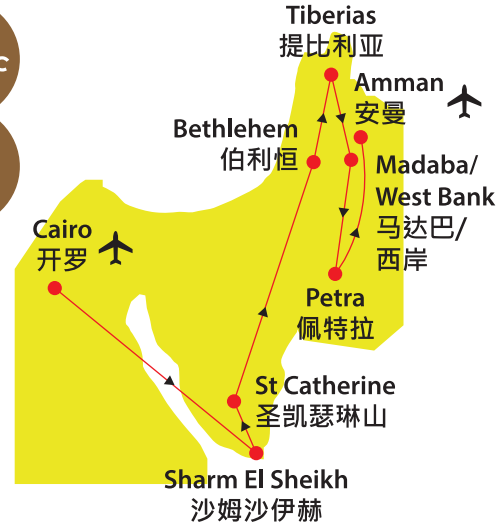 Tiberias
提比利亚
Amman
安曼
Bethlehem
伯利恒
Madaba/
West Bank
马达巴/
西岸
Cairo
开罗
Petra
佩特拉
St Catherine
圣凯瑟琳山
Sharm El Sheikh
沙姆沙伊赫